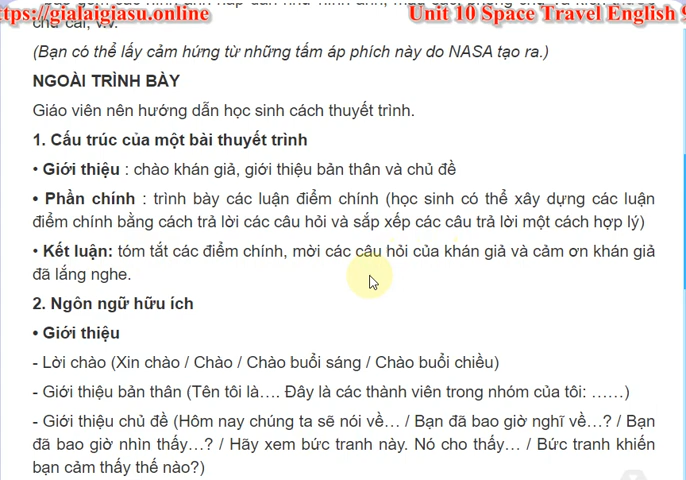 ttps://gialaigiasu.online Unit 10 Space Travel English 9
chữ cái, v.v.
(Bạn có thể lấy cảm hứng từ những tấm áp phích này do NASA tạo ra.)
NGOÀI TRÌNH BÀY
Giáo viên nên hướng dẫn học sinh cách thuyết trình.
1. Cấu trúc của một bài thuyết trình
• Giới thiệu : chào khán giả, giới thiệu bản thân và chủ đề
• Phần chính : trình bày các luận điểm chính (học sinh có thể xây dựng các luận
điểm chính bằng cách trả lời các câu hỏi và sắp xếp các câu trả lời một cách hợp lý)
• Kết luận: tóm tắt các điểm chính, mời các câu hỏi của khán giả và cảm ơn khán giả
đã lắng nghe.
2. Ngôn ngữ hữu ích
• Giới thiệu
- Lời chào (Xin chào / Chào / Chào buổi sáng / Chào buổi chiều)
- Giới thiệu bản thân (Tên tôi là…. Đây là các thành viên trong nhóm của tôi: ……)
- Giới thiệu chủ đề (Hôm nay chúng ta sẽ nói về… / Bạn đã bao giờ nghĩ về…? / Bạn
đã bao giờ nhìn thấy…? / Hãy xem bức tranh này. Nó cho thấy… / Bức tranh khiến
bạn cảm thấy thế nào?)